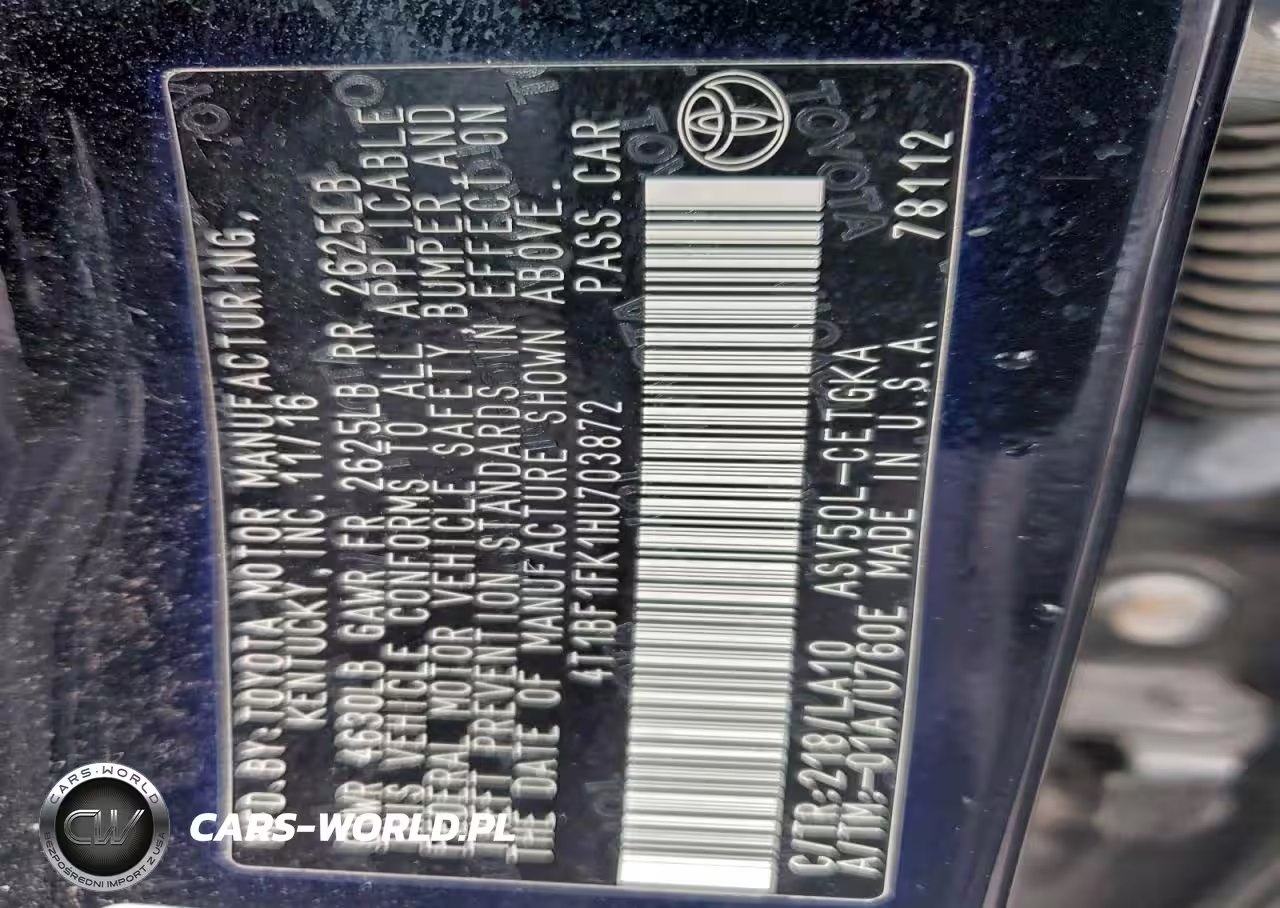 MFD.BY:TOYOTA MOTOR MANUFACTURING,
KENTUCKY,INC. 11/16
GVWR 4630LB GAWR FR 2625LB RR 2625LB
THIS VEHICLE CONFORMS TO ALL APPLICABLE
FEDERAL MOTOR VEHICLE SAFETY, BUMPER AND
THEFT PREVENTION STANDARDS IN EFFECT ON
THE DATE OF MANUFACTURE SHOWN ABOVE.
4T1BF1FK1HU703872 PASS.CAR
TOYOTA
C/TR:218/LA10 ASV50L-CETGKA
A/TM:-01A/U760E MADE IN U.S.A. 78112
CARS-WORLD
CW
BEZPOŚREDNI IMPORT Z USA
CARS-WORLD.PL